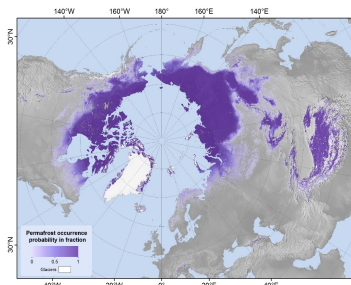 140°W 160°W 180° 160°E 140°E
30°N
30°N
Permafrost occurrence
probability in fraction
0 0.5 1
Glaciers